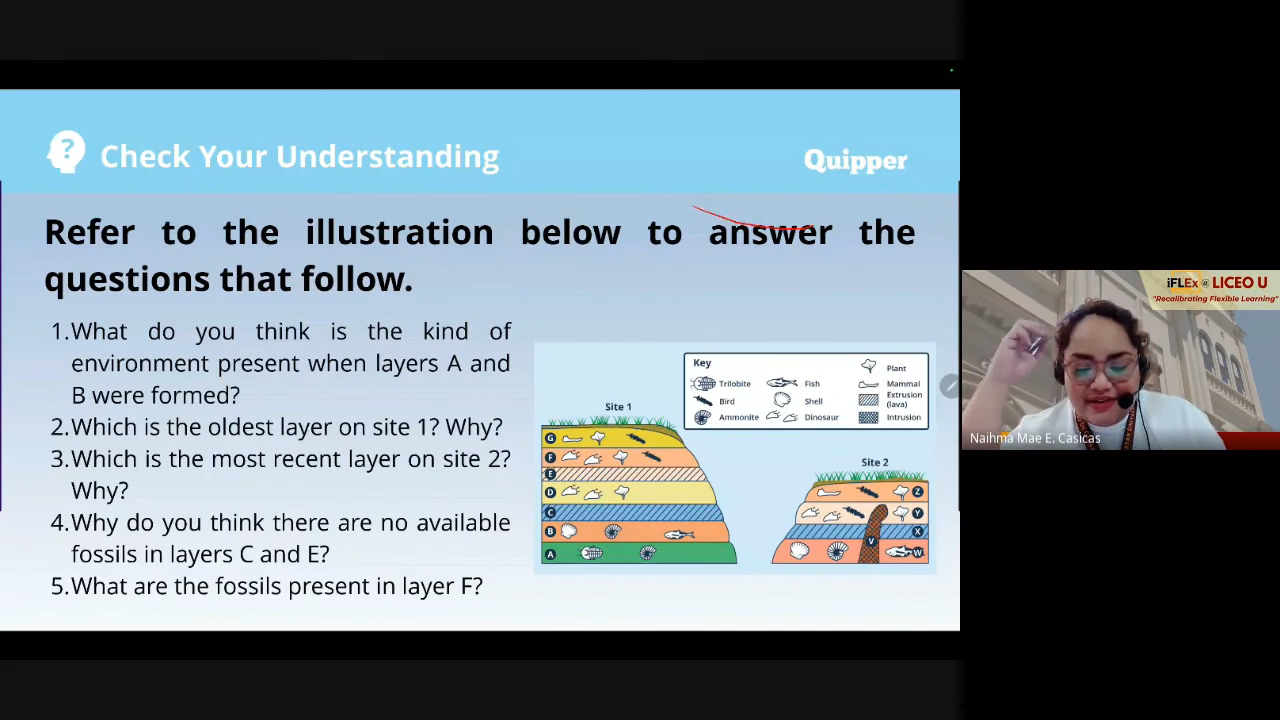 Check Your Understanding
Quipper
Refer to the illustration below to answer the
questions that follow.
1.What do you think is the kind of
environment present when layers A and
B were formed?
2.Which is the oldest layer on site 1? Why?
3.Which is the most recent layer on site 2?
Why?
4.Why do you think there are no available
fossils in layers C and E?
5.What are the fossils present in layer F?
Key
Trilobite
Fish
Plant
Mammal
Bird
Shell
Extrusion
(lava)
Ammonite
Dinosaur
Intrusion
Site 1
G
F
E
D
C
B
A
Site 2
Z
Y
X
V
W
iFLEx @ LICEO U
"Recalibrating Flexible Learning"
Naihma Mae E. Casicas